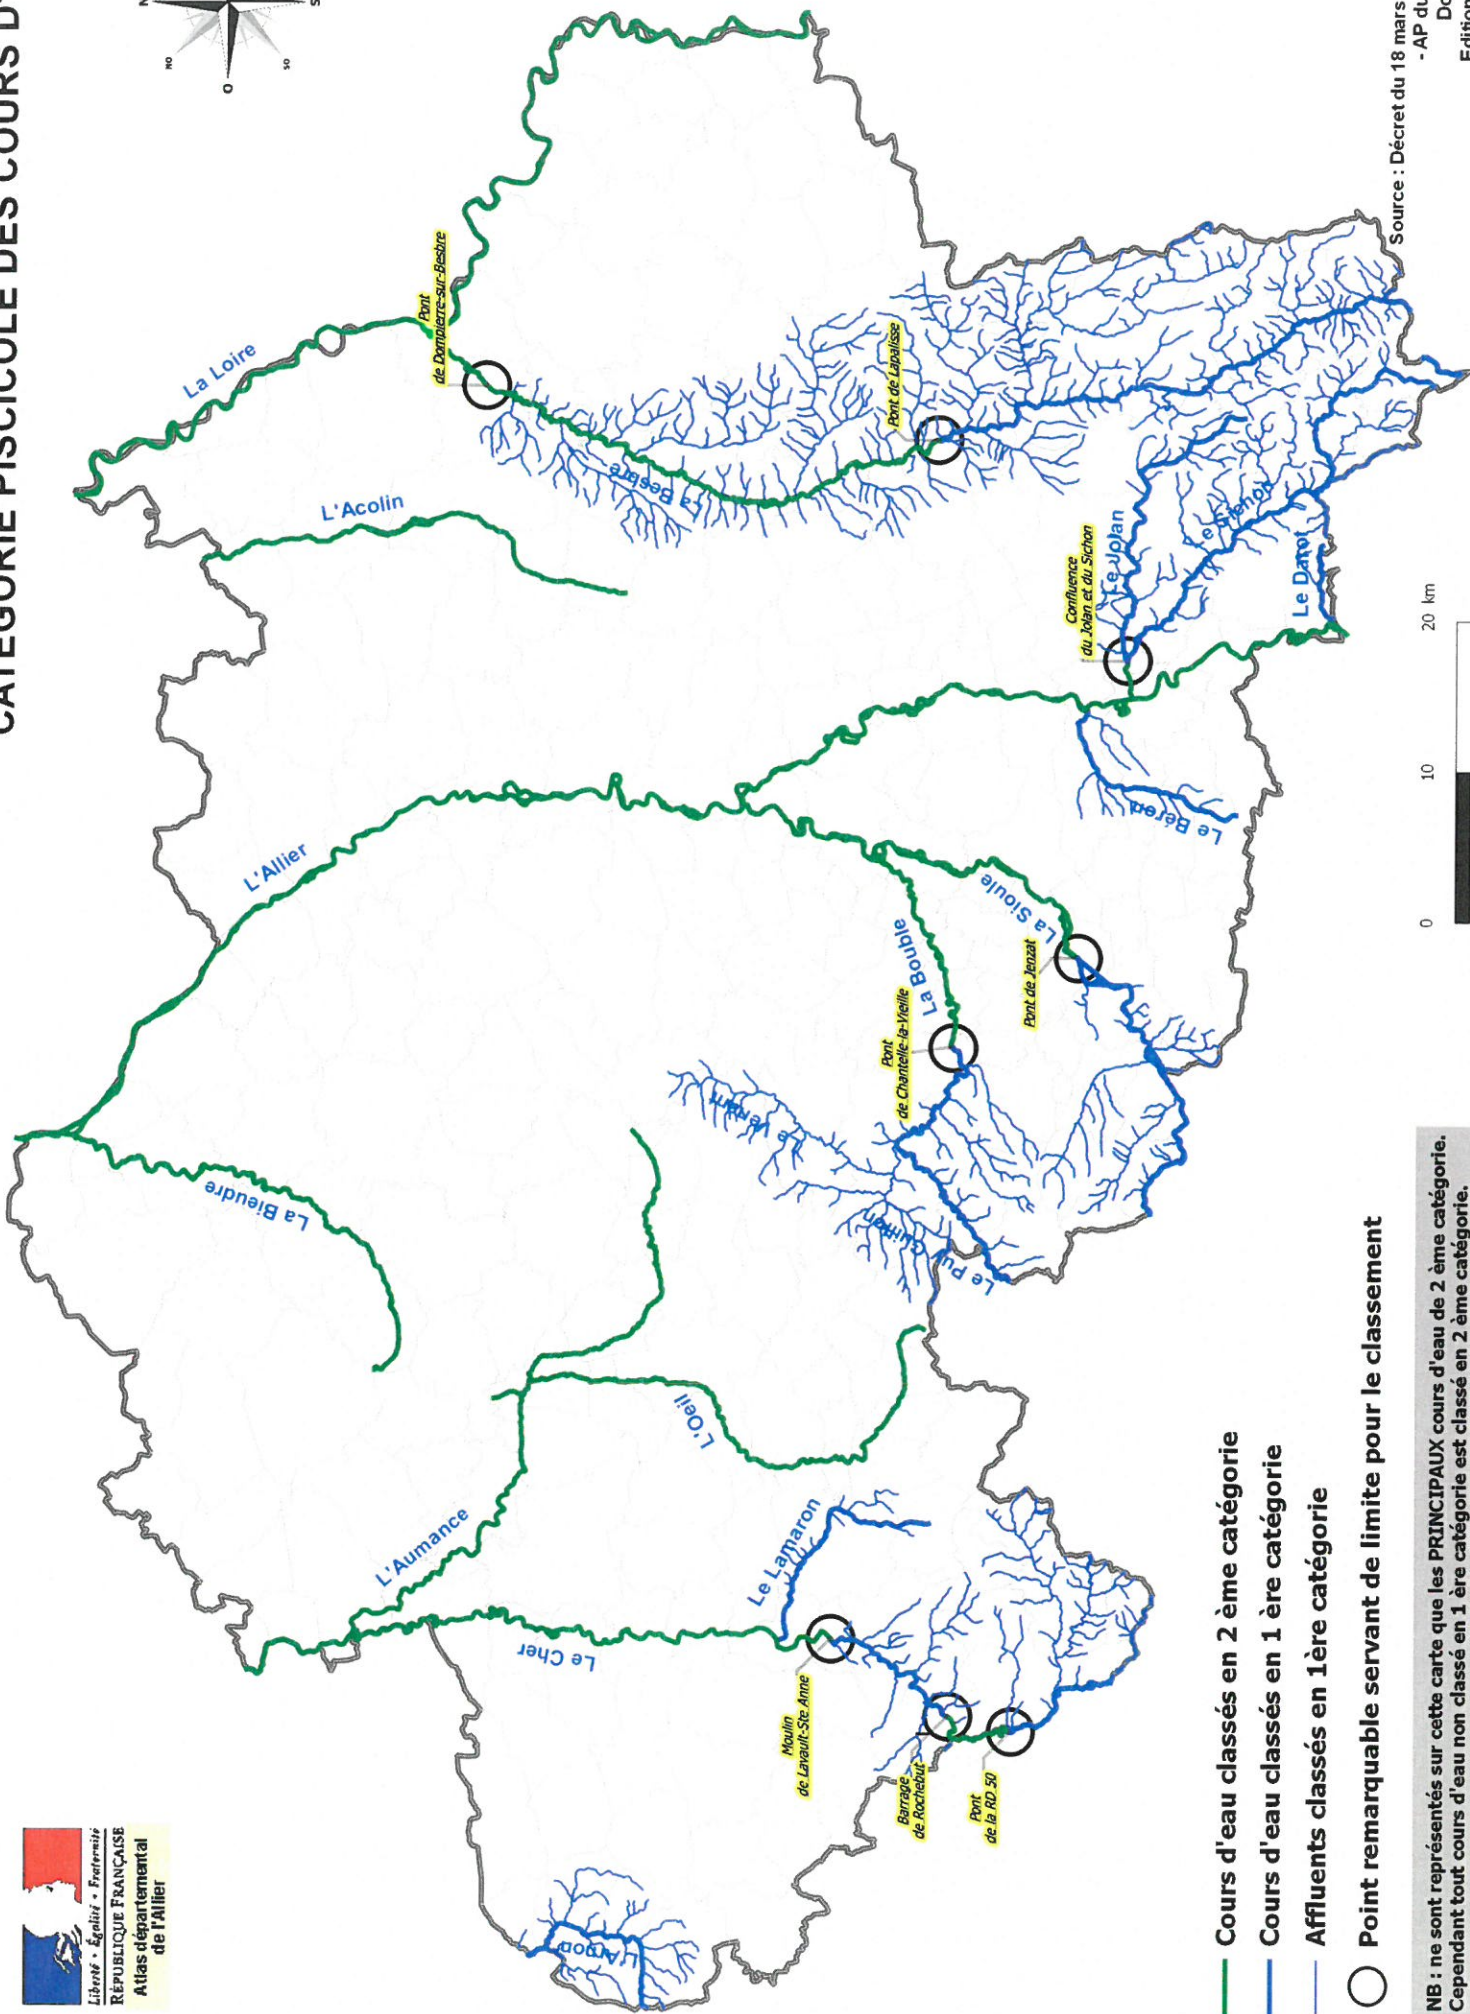 CATÉGORIE PISCICOLE DES COURS D'
Liberté • Égalité • Fraternité
RÉPUBLIQUE FRANÇAISE
Atlas départemental
de l'Allier
N
NO
O
SO
S
La Loire
Pont
de Dompierre-sur-Besbre
L'Acolin
La Besbre
Pont de Lapalisse
L'Allier
La Bieudre
Confluence
du Jolan et du Sichon
Le Jolan
Le Sichon
Le Darot
Le Béron
La Sioule
Pont de Jenzat
La Bouble
Pont
de Chantelle-la-Vieille
Le Venant
Le Puy Guillon
L'Oeil
L'Aumance
Le Cher
Le Lamaron
Moulin
de Lavault-Ste Anne
Barrage
de Rochebut
Pont
de la RD 50
L'Arnon
Cours d'eau classés en 2 ème catégorie
Cours d'eau classés en 1 ère catégorie
Affluents classés en 1ère catégorie
Point remarquable servant de limite pour le classement
0 10 20 km
Source : Décret du 18 mars
- AP du
Do
Edition
NB : ne sont représentés sur cette carte que les PRINCIPAUX cours d'eau de 2 ème catégorie.
Cependant tout cours d'eau non classé en 1 ère catégorie est classé en 2 ème catégorie.